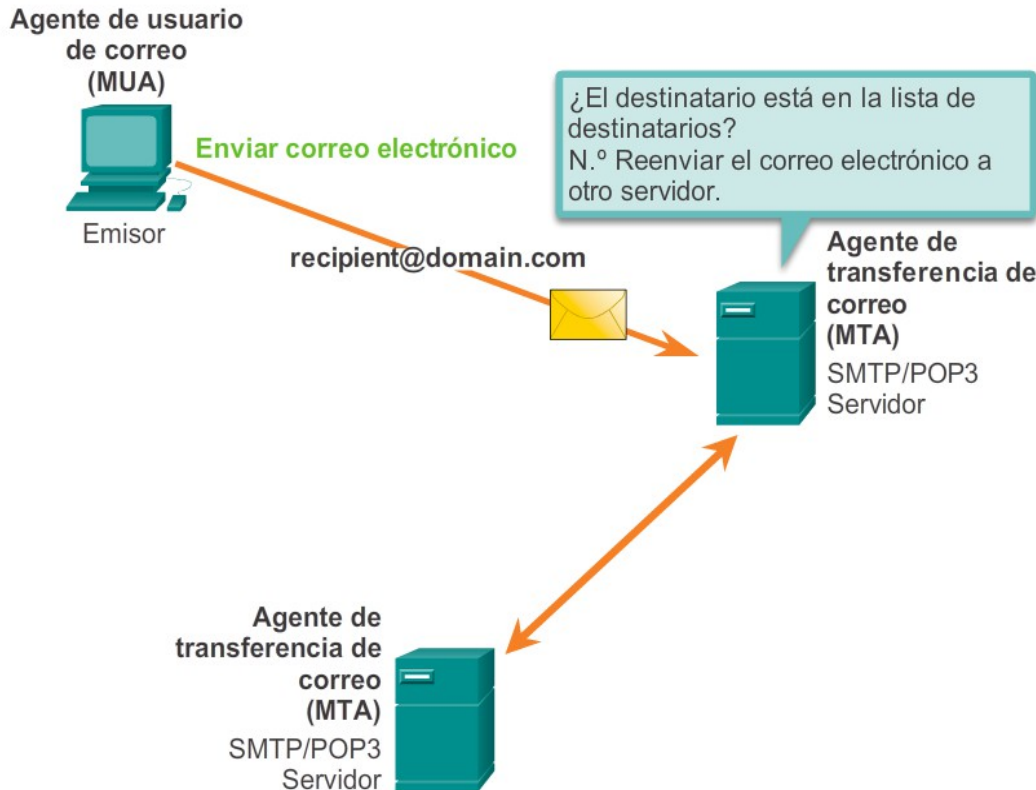 Agente de usuario
de correo
(MUA)
Enviar correo electrónico
Emisor
recipient@domain.com
¿El destinatario está en la lista de
destinatarios?
N.º Reenviar el correo electrónico a
otro servidor.
Agente de
transferencia de
correo
(MTA)
SMTP/POP3
Servidor
Agente de
transferencia de
correo
(MTA)
SMTP/POP3
Servidor